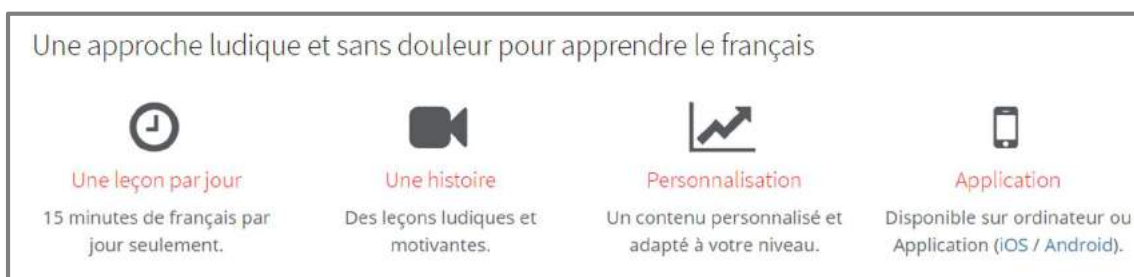 Une approche ludique et sans douleur pour apprendre le français
Une leçon par jour
15 minutes de français par
jour seulement.
Une histoire
Des leçons ludiques et
motivantes.
Personnalisation
Un contenu personnalisé et
adapté à votre niveau.
Application
Disponible sur ordinateur ou
Application (iOS / Android).